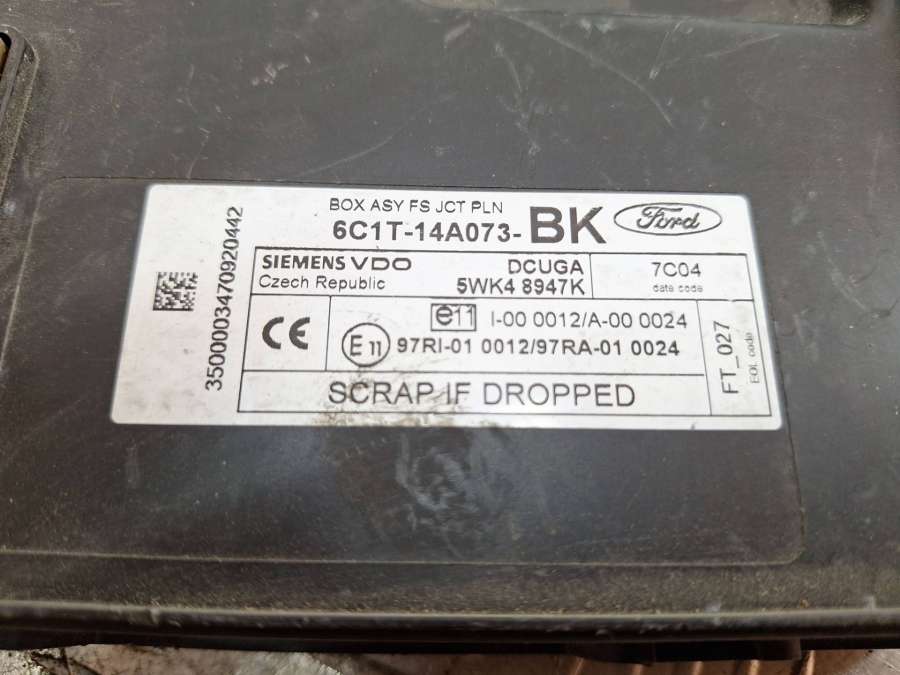 BOX ASY FS JCT PLN
6C1T-14A073-BK
Ford
3500003470920442
SIEMENS VDO
Czech Republic
DCUGA
5WK4 8947K
7C04
date code
CE
e11 I-00 0012/A-00 0024
E11 97RI-01 0012/97RA-01 0024
SCRAP IF DROPPED
FT_027
EOL code